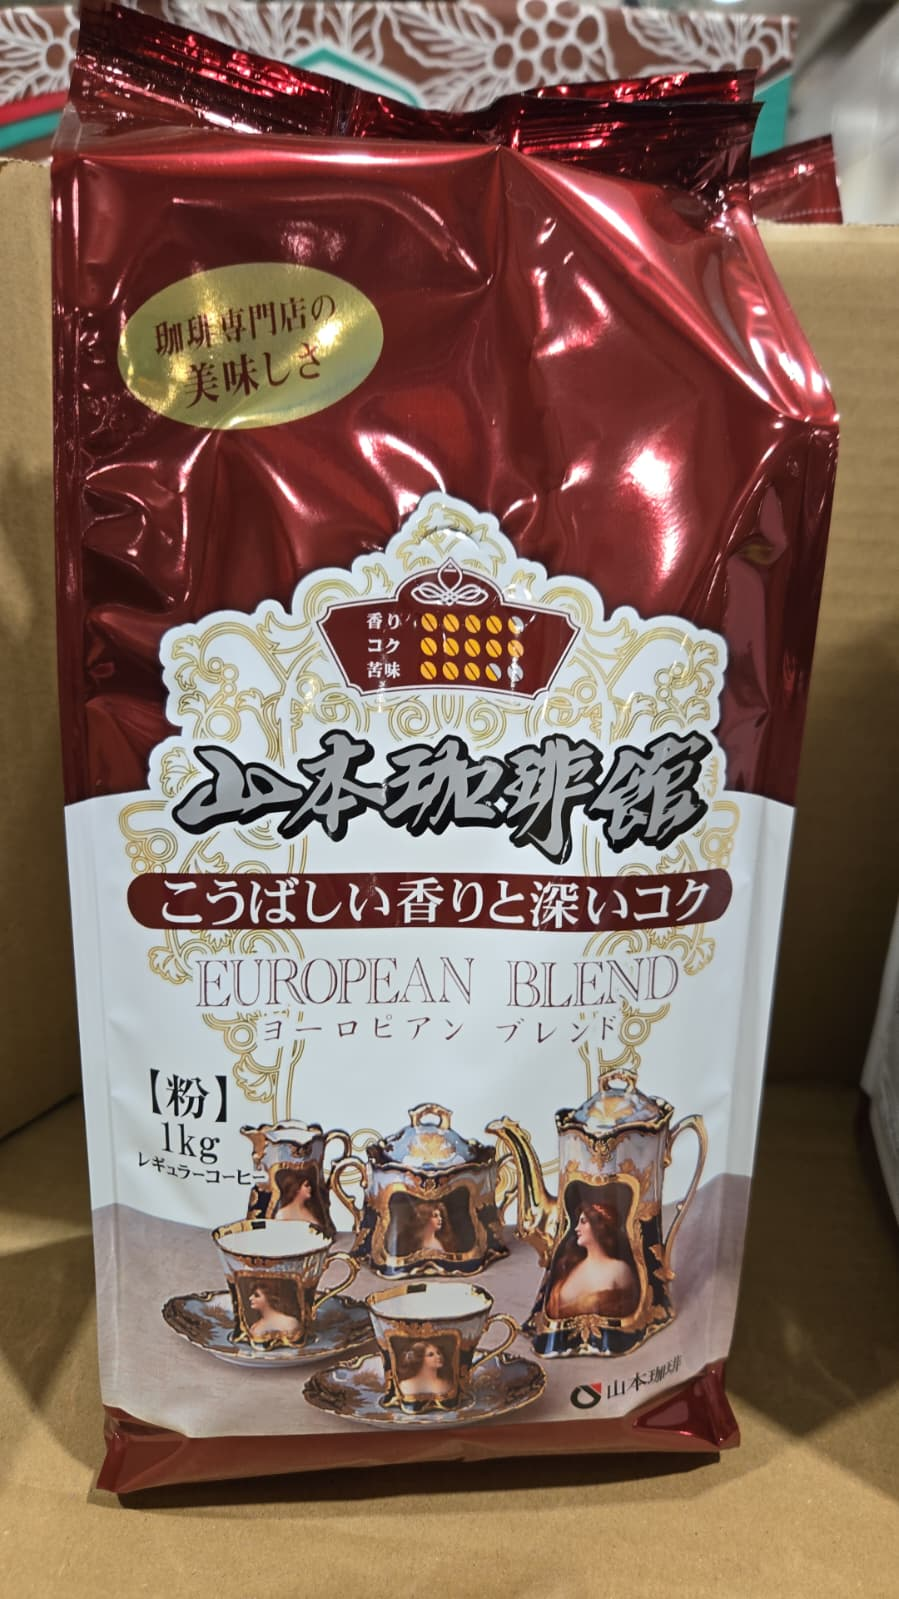 珈琲専門店の
美味しさ
香り
コク
苦味
山本珈琲館
こうばしい香りと深いコク
EUROPEAN BLEND
ヨーロピアン ブレンド
【粉】
1kg
レギュラーコーヒー
山本珈琲